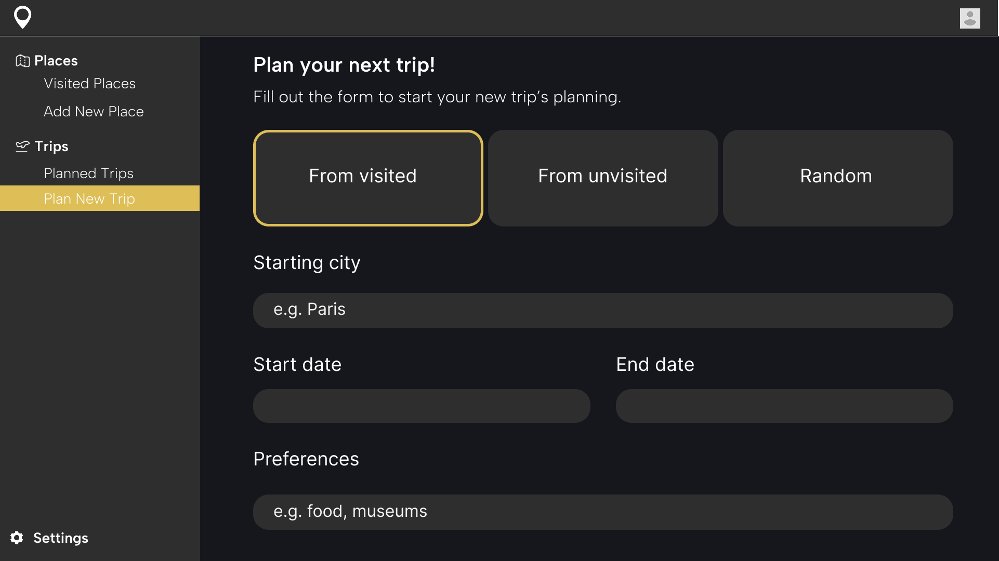 Places
Visited Places
Add New Place
Trips
Planned Trips
Plan New Trip
Settings
Plan your next trip!
Fill out the form to start your new trip’s planning.
From visited
From unvisited
Random
Starting city
e.g. Paris
Start date
End date
Preferences
e.g. food, museums